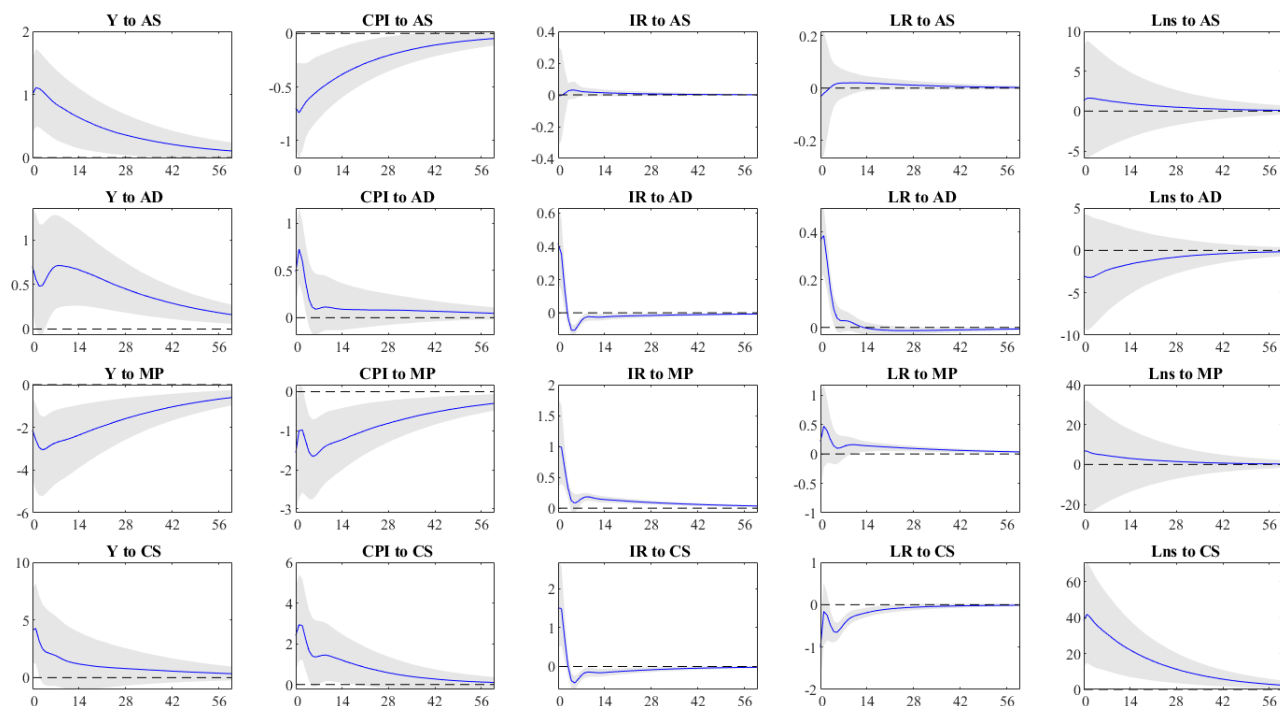 Y to AS
2
1
0
0 14 28 42 56
CPI to AS
0
-0.5
-1
0 14 28 42 56
IR to AS
0.4
0.2
0
-0.2
-0.4
0 14 28 42 56
LR to AS
0.2
0
-0.2
0 14 28 42 56
Lns to AS
10
5
0
-5
0 14 28 42 56
Y to AD
1
0.5
0
0 14 28 42 56
CPI to AD
1
0.5
0
0 14 28 42 56
IR to AD
0.6
0.4
0.2
0
0 14 28 42 56
LR to AD
0.4
0.2
0
0 14 28 42 56
Lns to AD
5
0
-5
-10
0 14 28 42 56
Y to MP
0
-2
-4
-6
0 14 28 42 56
CPI to MP
0
-1
-2
-3
0 14 28 42 56
IR to MP
2
1.5
1
0.5
0
0 14 28 42 56
LR to MP
1
0.5
0
-0.5
-1
0 14 28 42 56
Lns to MP
40
20
0
-20
0 14 28 42 56
Y to CS
10
5
0
0 14 28 42 56
CPI to CS
6
4
2
0
0 14 28 42 56
IR to CS
2
1
0
0 14 28 42 56
LR to CS
1
0
-1
-2
0 14 28 42 56
Lns to CS
60
40
20
0
0 14 28 42 56